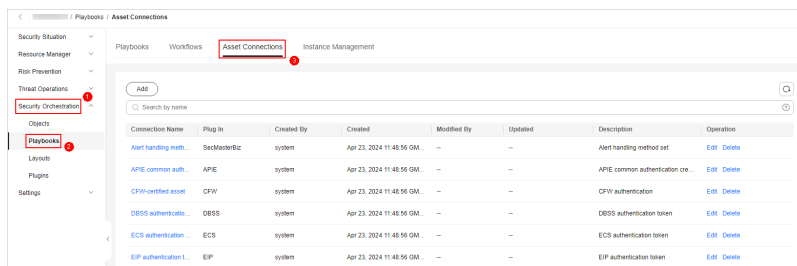 / Playbooks / Asset Connections
Security Situation
Resource Manager
Risk Prevention
Threat Operations
1
Security Orchestration
Objects
Playbooks
2
Layouts
Plugins
Settings
Playbooks Workflows Asset Connections Instance Management
3
Add
Search by name
Connection Name Plug In Created By Created Modified By Updated Description Operation
Alert handling meth... SecMasterBiz system Apr 23, 2024 11:48:56 GM... -- -- Alert handling method set Edit Delete
APIE common auth... APIE system Apr 23, 2024 11:48:56 GM... -- -- APIE common authentication cre... Edit Delete
CFW-certified asset CFW system Apr 23, 2024 11:48:56 GM... -- -- CFW authentication Edit Delete
DBSS authenticatio... DBSS system Apr 23, 2024 11:48:56 GM... -- -- DBSS authentication token Edit Delete
ECS authentication ... ECS system Apr 23, 2024 11:48:56 GM... -- -- ECS authentication token Edit Delete
EIP authentication t... EIP system Apr 23, 2024 11:48:56 GM... -- -- EIP authentication token Edit Delete